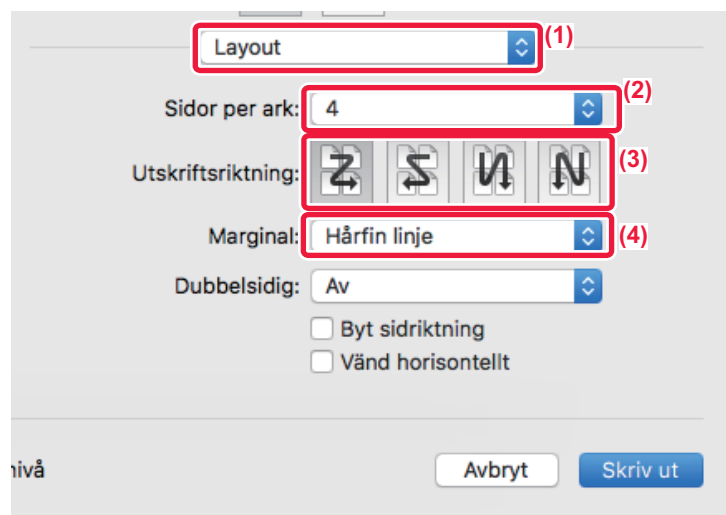 Layout (1)
Sidor per ark: 4 (2)
Utskriftsriktning: (3)
Marginal: Hårfin linje (4)
Dubbelsidig: Av
Byt sidriktning
Vänd horisontellt
Avbryt Skriv ut